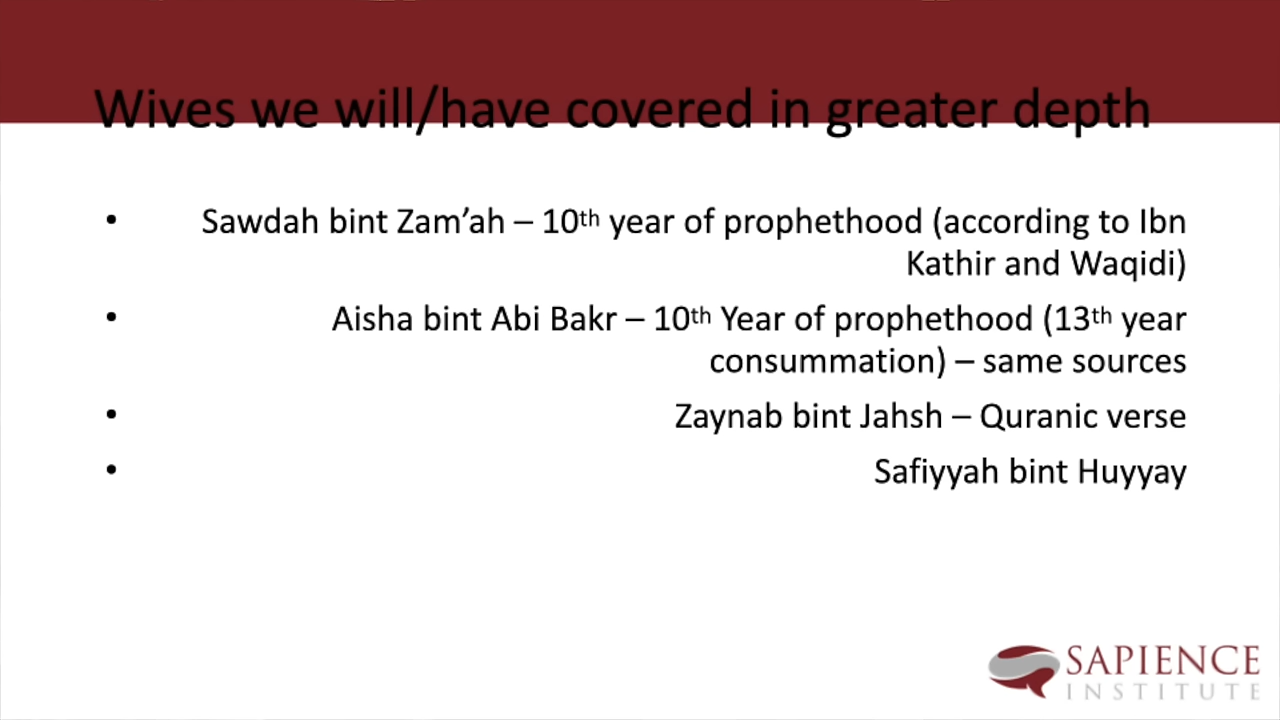 Wives we will/have covered in greater depth
• Sawdah bint Zam’ah – 10th year of prophethood (according to Ibn
Kathir and Waqidi)
• Aisha bint Abi Bakr – 10th Year of prophethood (13th year
consummation) – same sources
• Zaynab bint Jahsh – Quranic verse
• Safiyyah bint Huyyay
SAPIENCE
INSTITUTE